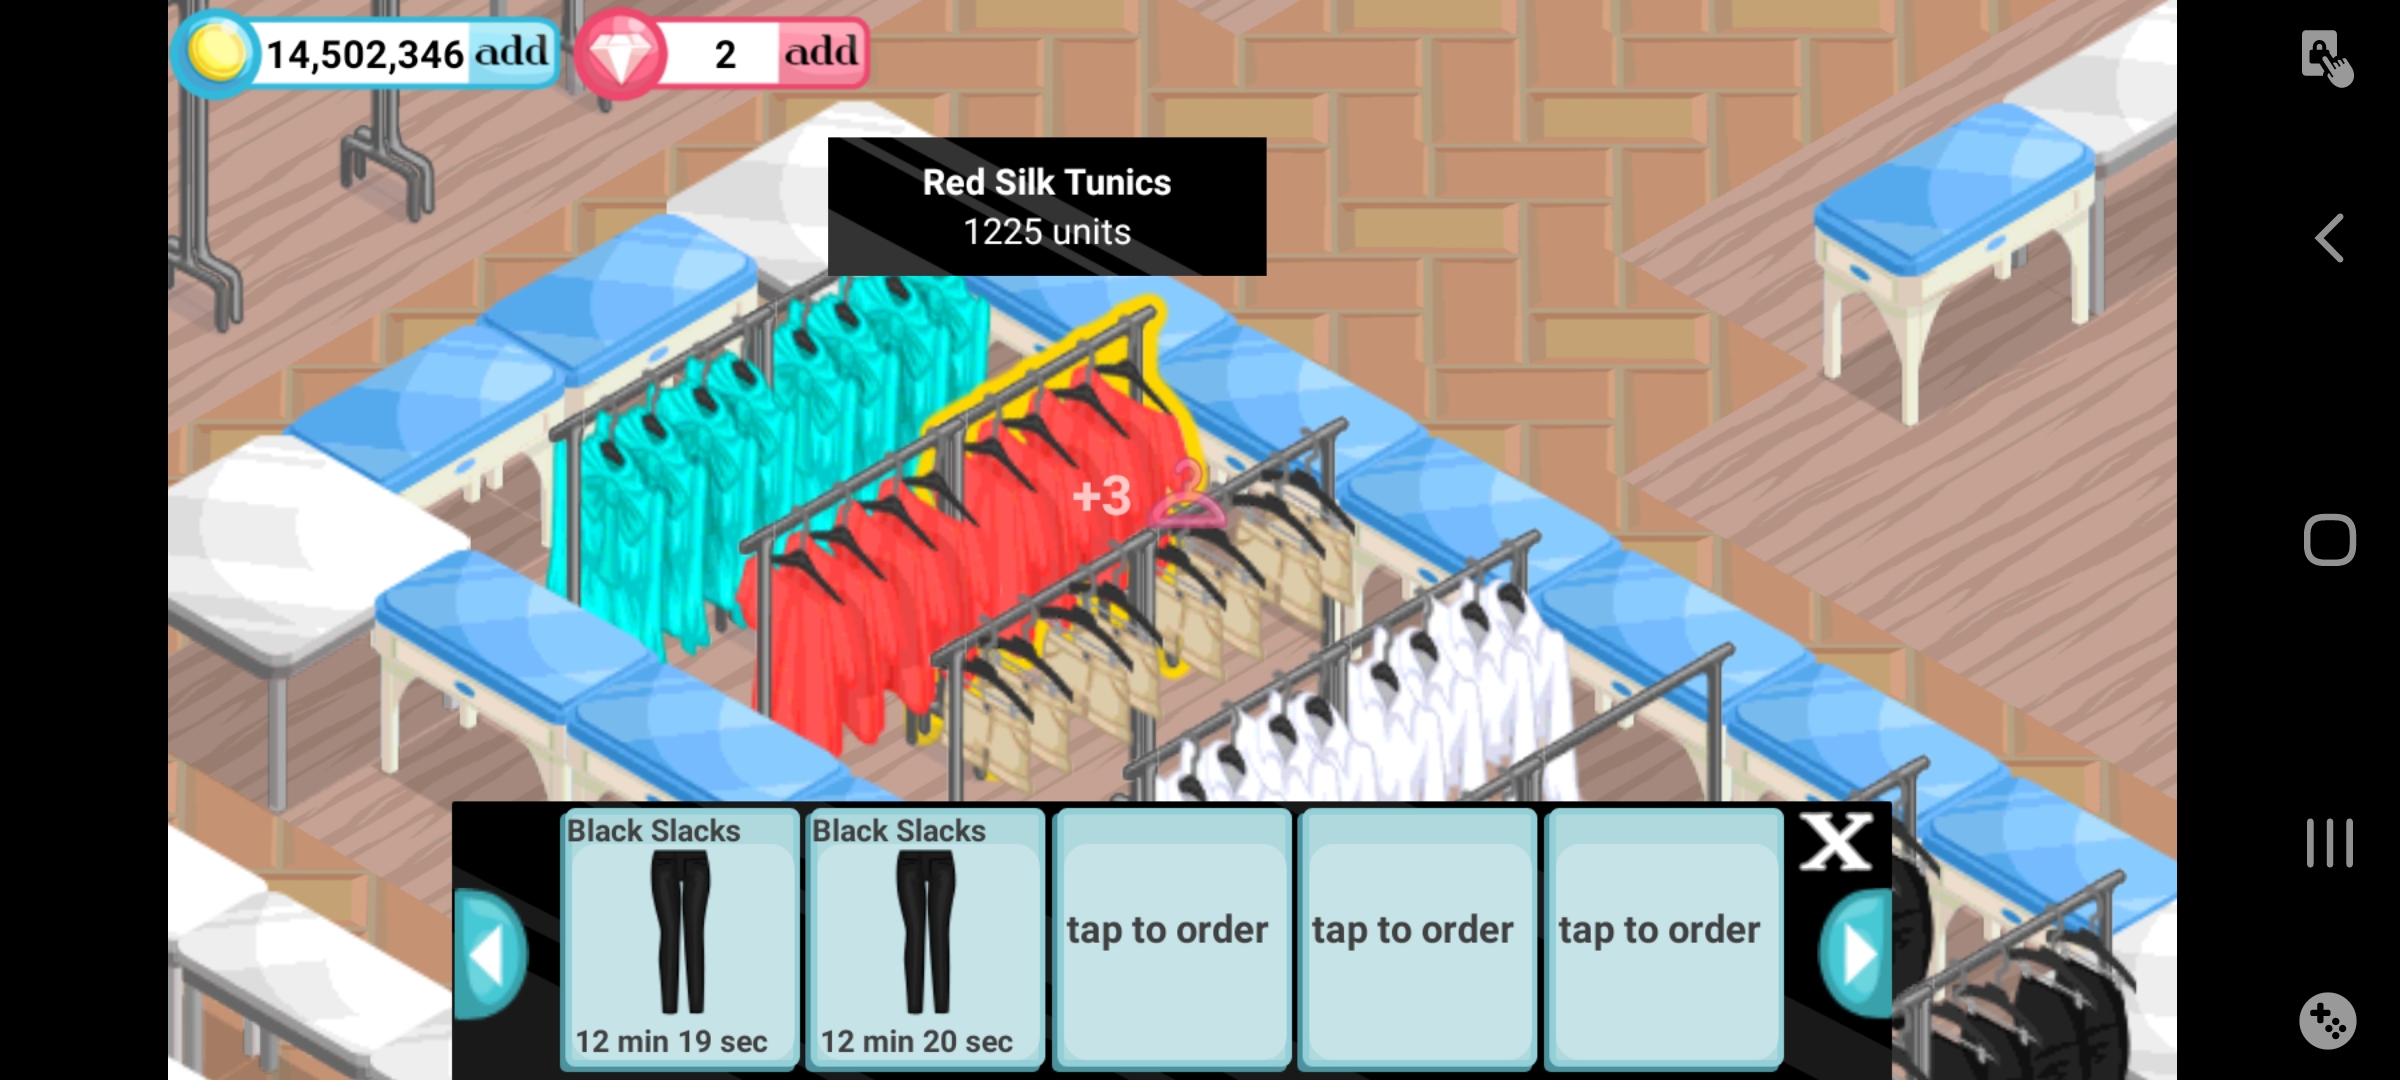 14,502,346 add
2 add
Red Silk Tunics
1225 units
+3
Black Slacks
12 min 19 sec
Black Slacks
12 min 20 sec
tap to order
tap to order
tap to order
X